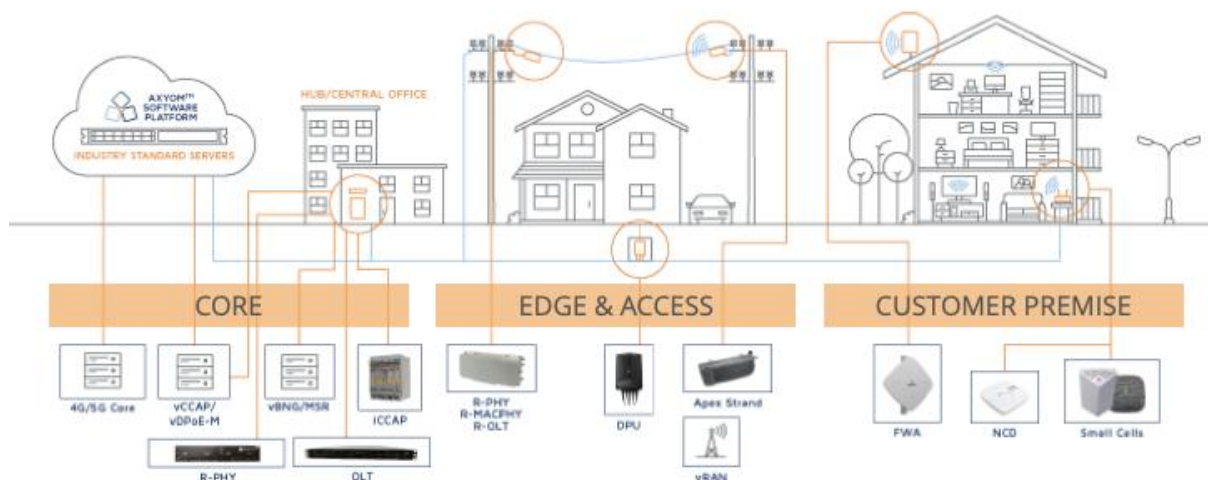 AXYOM™
SOFTWARE
PLATFORM
INDUSTRY STANDARD SERVERS
HUB/CENTRAL OFFICE
CORE
EDGE & ACCESS
CUSTOMER PREMISE
4G/5G Core
vCCAP/
vDPoE-M
vBNG/MSR
iCCAP
R-PHY
OLT
R-PHY
R-MACPHY
R-OLT
DPU
Apex Strand
vRAN
FWA
NCD
Small Cells